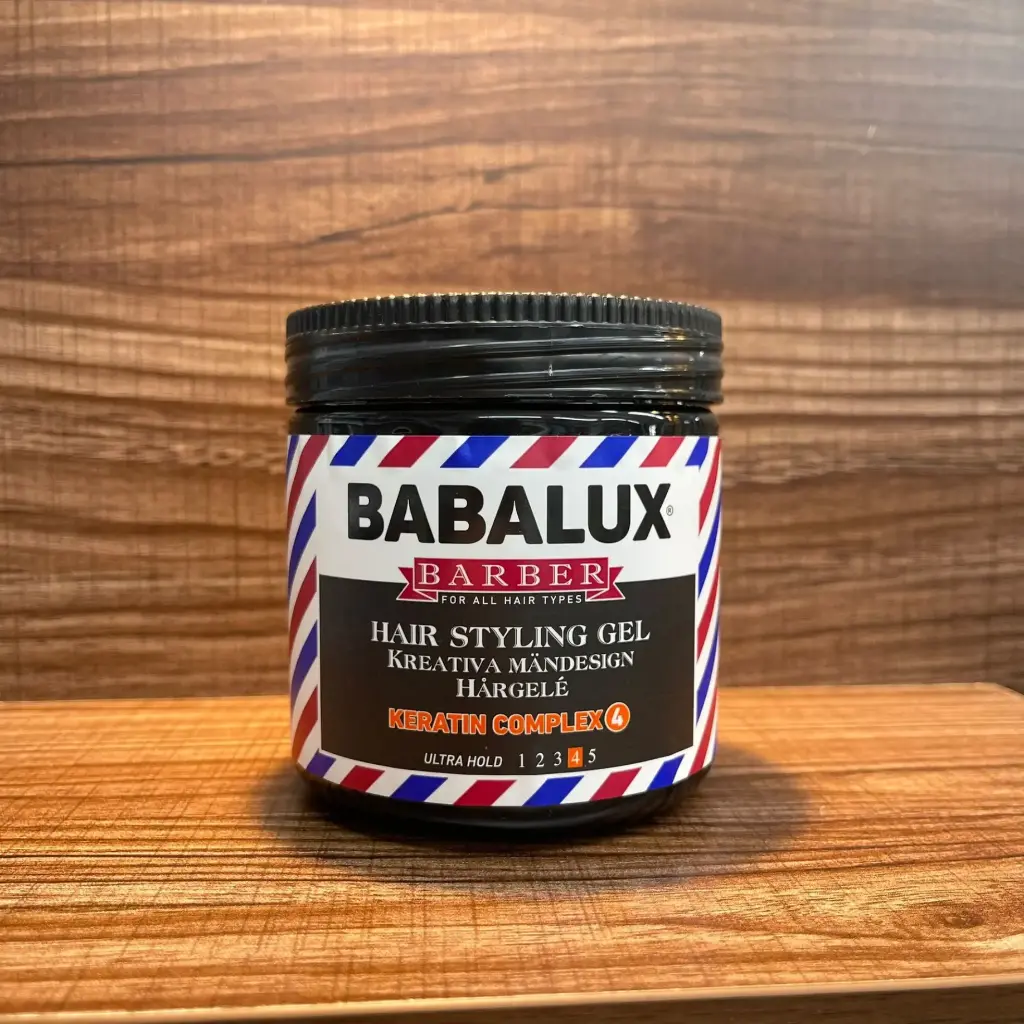 BABALUX®
BARBER
FOR ALL HAIR TYPES
HAIR STYLING GEL
KREATIVA MÄNDESIGN
HÅRGELÉ
KERATIN COMPLEX 4
ULTRA HOLD 1 2 3 4 5